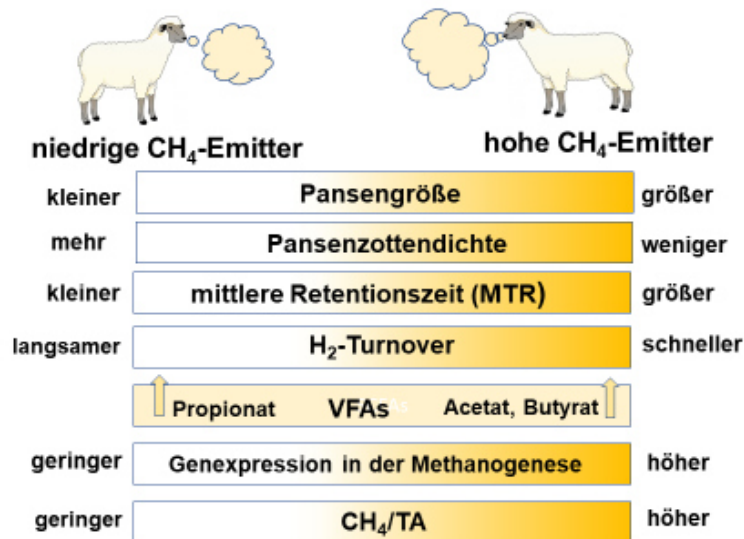 niedrige CH₄-Emitter
hohe CH₄-Emitter
kleiner Pansengröße größer
mehr Pansenzottendichte weniger
kleiner mittlere Retentionszeit (MTR) größer
langsamer H₂-Turnover schneller
Propionat VFAs Acetat, Butyrat
geringer Genexpression in der Methanogenese höher
geringer CH₄/TA höher